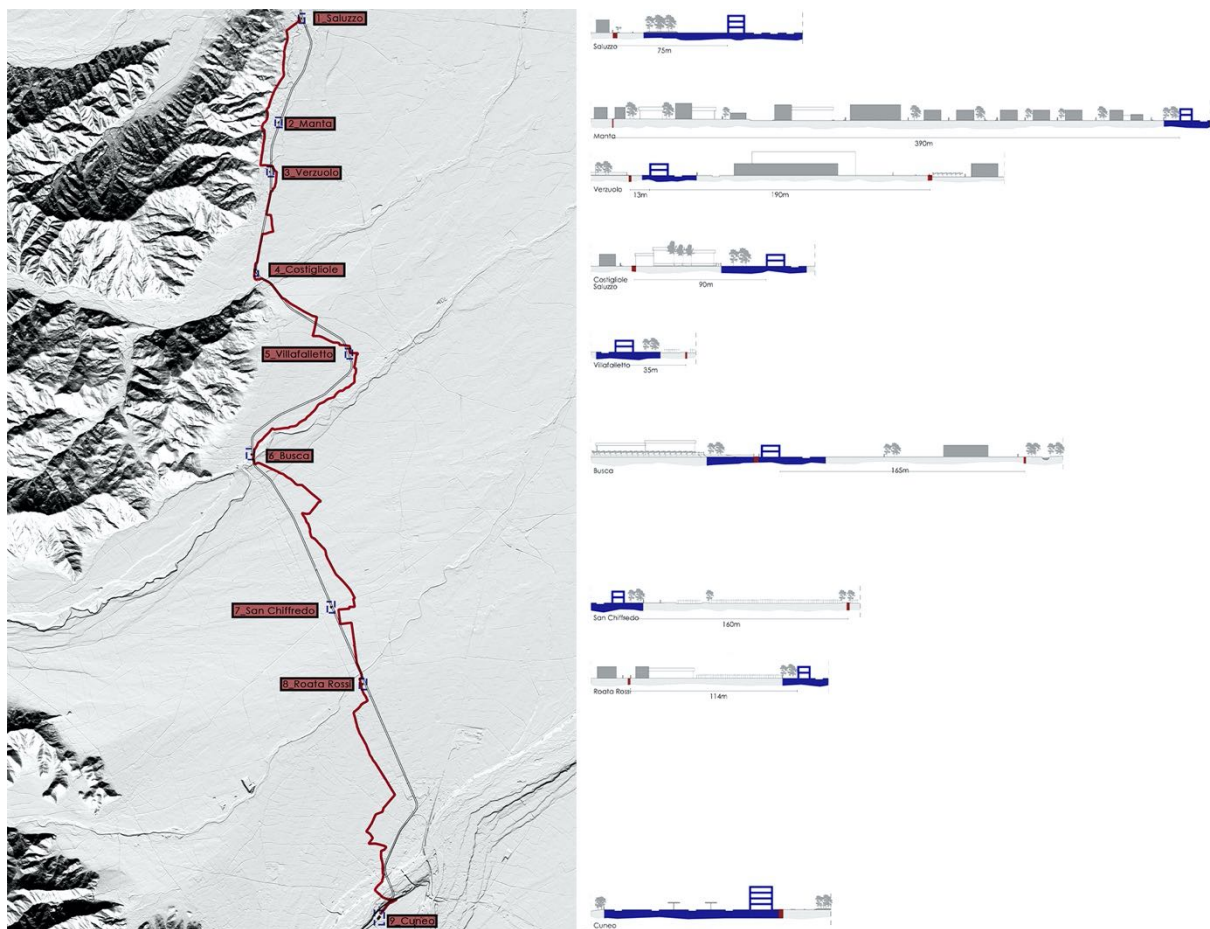 1_Saluzzo
2_Manta
3_Verzuolo
4_Costigliole
5_Villafalletto
6_Busca
7_San Chiffredo
8_Roata Rossi
9_Cuneo
Saluzzo
75m
Manta
390m
Verzuolo
13m
190m
Costigliole
Saluzzo
90m
Villafalletto
35m
Busca
165m
San Chiffredo
160m
Roata Rossi
114m
Cuneo